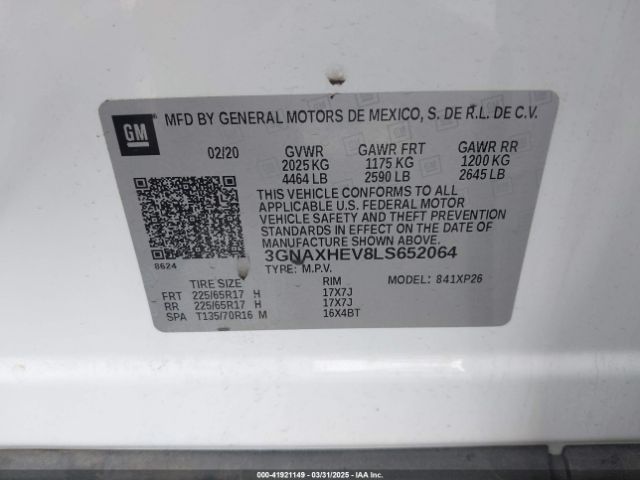 GM
MFD BY GENERAL MOTORS DE MEXICO, S. DE R.L. DE C.V.
02/20 GVWR GAWR FRT GAWR RR
2025 KG 1175 KG 1200 KG
4464 LB 2590 LB 2645 LB
THIS VEHICLE CONFORMS TO ALL
APPLICABLE U.S. FEDERAL MOTOR
VEHICLE SAFETY AND THEFT PREVENTION
STANDARDS IN EFFECT ON THE DATE OF
MANUFACTURE SHOWN ABOVE.
3GNAXHEV8LS652064
8624 TYPE: M.P.V.
TIRE SIZE RIM MODEL: 841XP26
FRT 225/65R17 H 17X7J
RR 225/65R17 H 17X7J
SPA T135/70R16 M 16X4BT
000-41921149 - 03/31/2025 - IAAI.COM